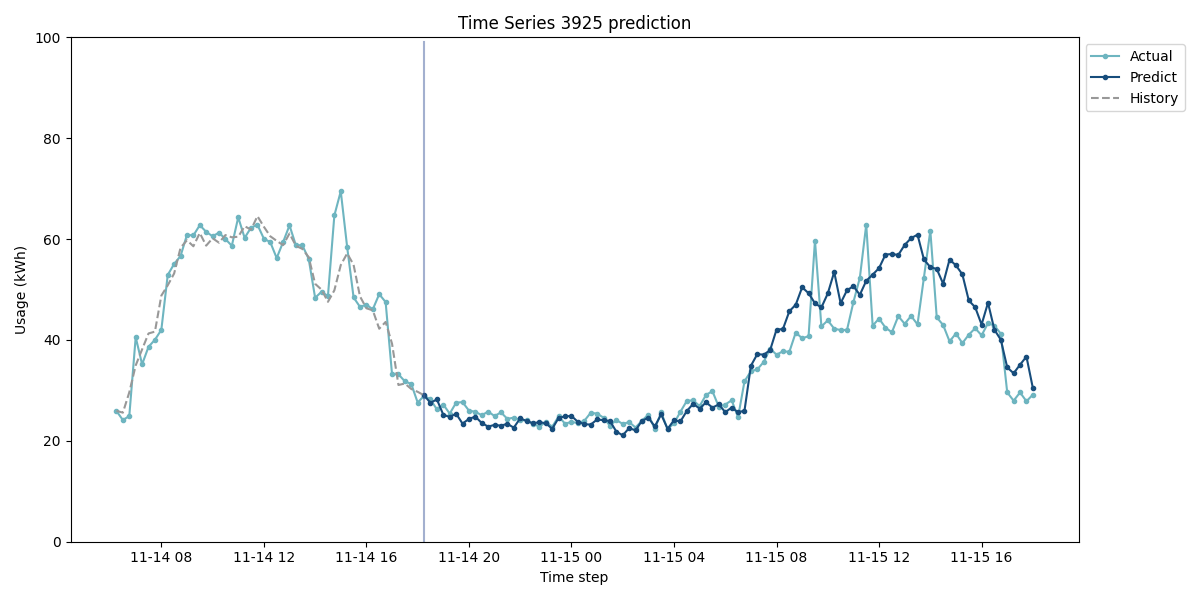 Time Series 3925 prediction
Usage (kWh)
100
80
60
40
20
0
11-14 08
11-14 12
11-14 16
11-14 20
11-15 00
11-15 04
11-15 08
11-15 12
11-15 16
Time step
Actual
Predict
History